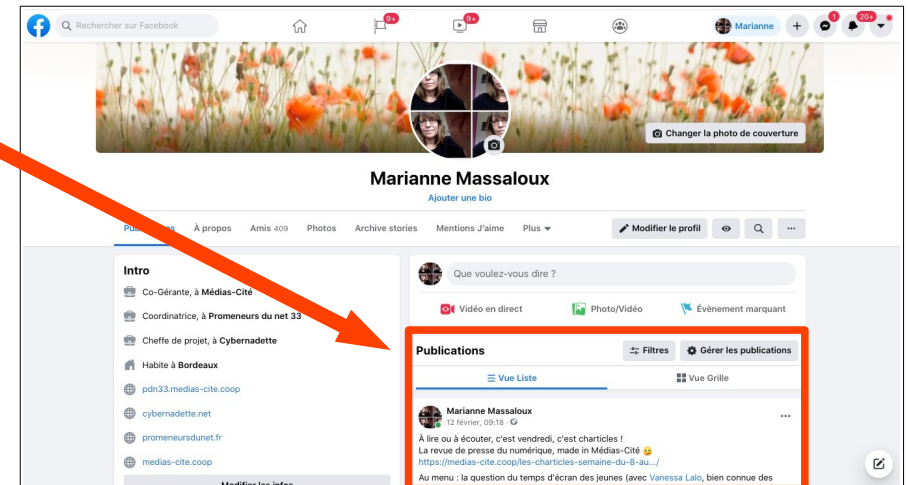 Rechercher sur Facebook
9+
9+
Marianne
1
20+
Changer la photo de couverture
Marianne Massaloux
Ajouter une bio
À propos
Amis 409
Photos
Archive stories
Mentions J'aime
Plus
Modifier le profil
Intro
Co-Gérante, à Médias-Cité
Coordinatrice, à Promeneurs du net 33
Cheffe de projet, à Cybernadette
Habite à Bordeaux
pdn33.medias-cite.coop
cybernadette.net
promeneursdunet.fr
medias-cite.coop
Modifier les infos
Que voulez-vous dire ?
Vidéo en direct
Photo/Vidéo
Évènement marquant
Publications
Filtres
Gérer les publications
Vue Liste
Vue Grille
Marianne Massaloux
12 février, 09:18
À lire ou à écouter, c'est vendredi, c'est charticles !
La revue de presse du numérique, made in Médias-Cité 😉
https://medias-cite.coop/les-charticles-semaine-du-8-au.../
Au menu : la question du temps d'écran des jeunes (avec Vanessa Lalo, bien connue des